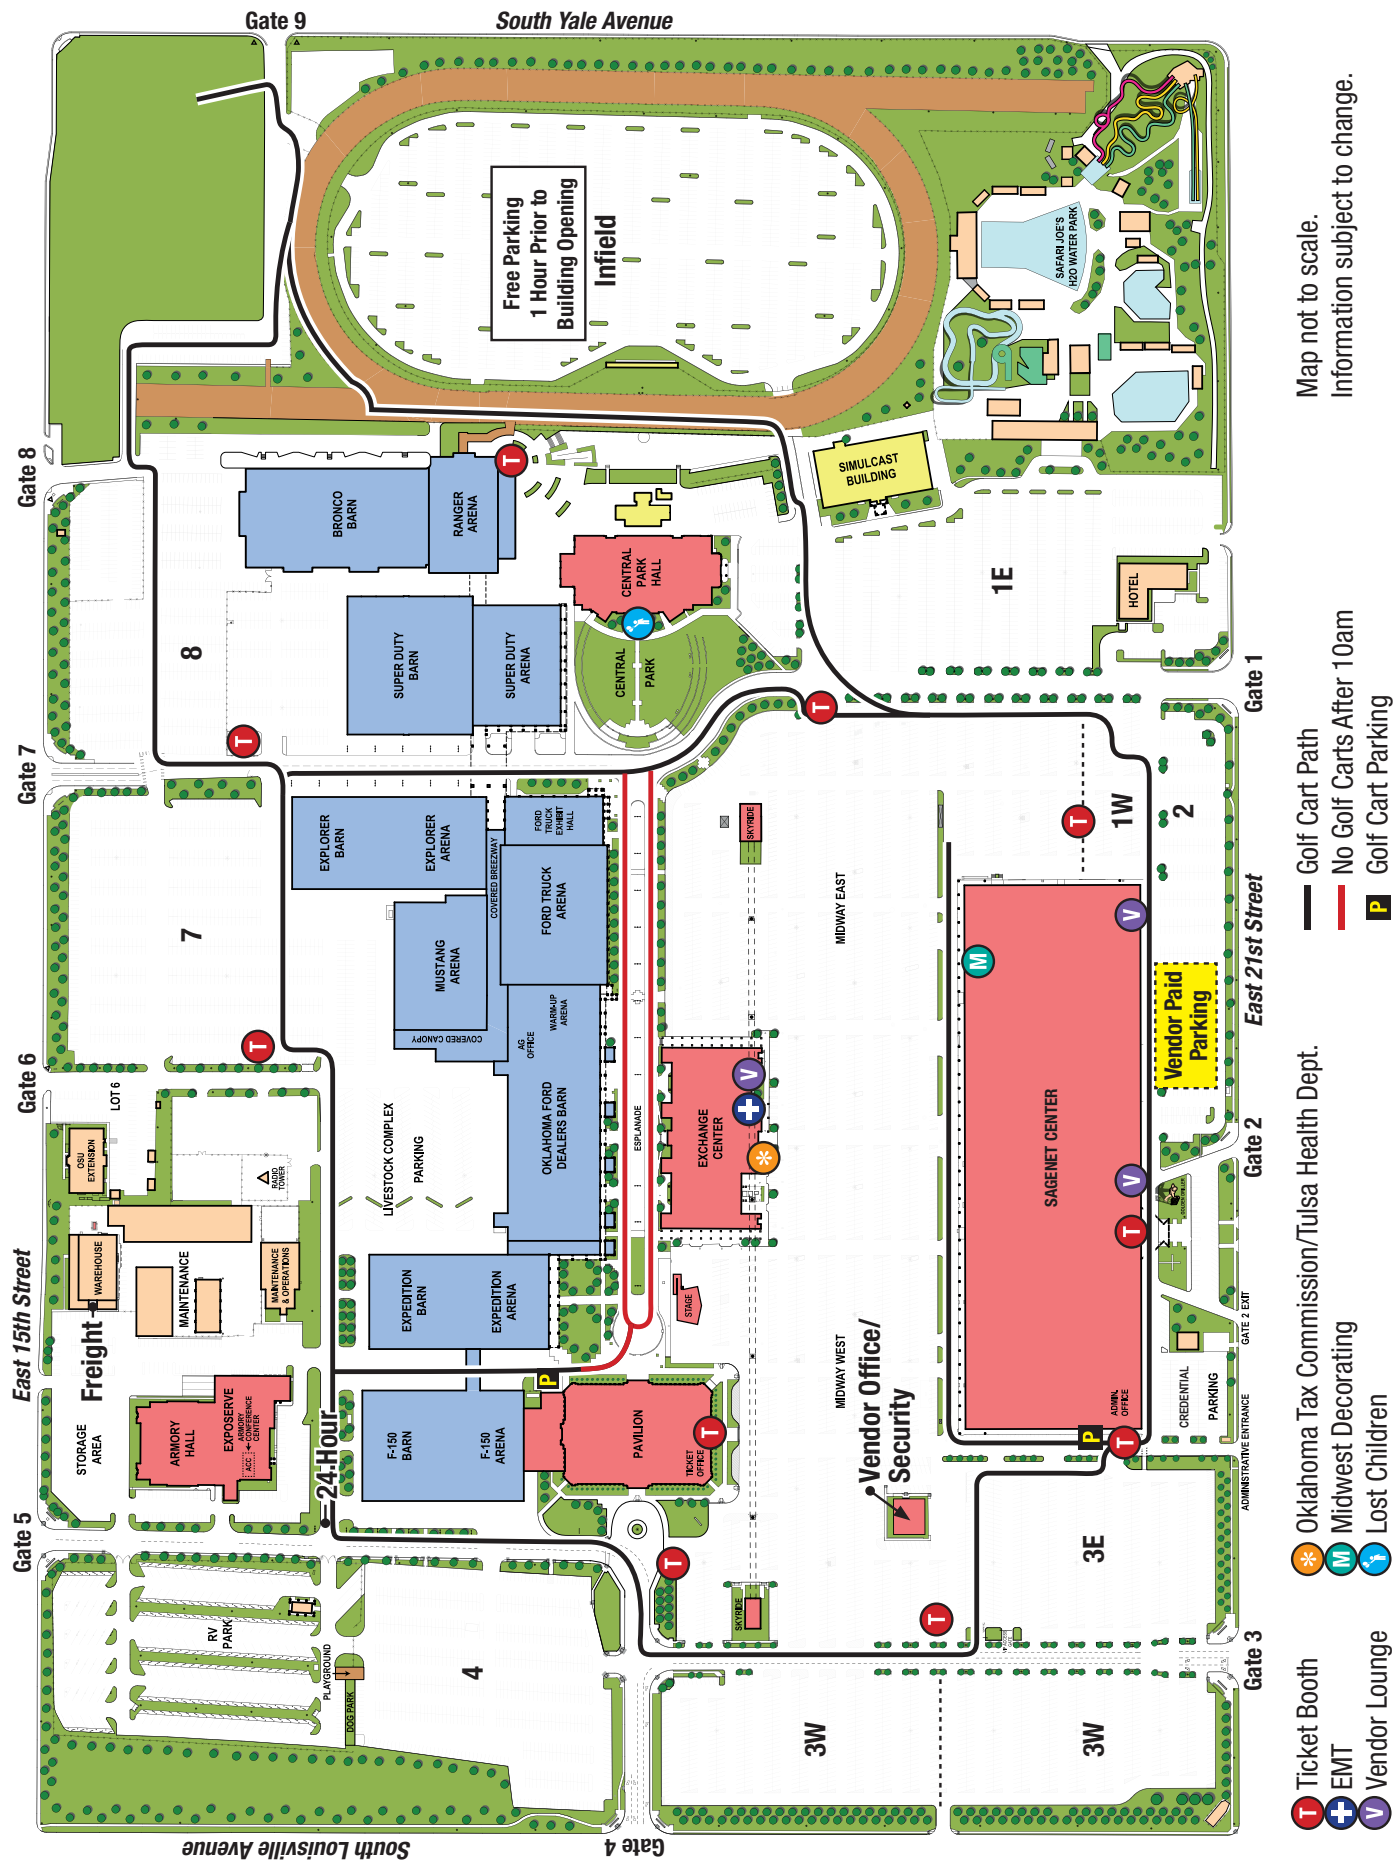 Gate 9
South Yale Avenue
Gate 8
Gate 7
Gate 6
East 15th Street
Gate 5
South Louisville Avenue
Gate 4
Free Parking
1 Hour Prior to
Building Opening
Infield
SAFARI JOE'S
H2O WATER PARK
SIMULCAST
BUILDING
BRONCO
BARN
RANGER
ARENA
T
CENTRAL
PARK
HALL
SUPER DUTY
BARN
SUPER DUTY
ARENA
CENTRAL
PARK
8
T
T
1E
HOTEL
Gate 1
7
T
EXPLORER
BARN
EXPLORER
ARENA
COVERED BREEZWAY
FORD
TRUCK
EXHIBIT
HALL
FORD TRUCK
ARENA
MUSTANG
ARENA
COVERED CANOPY
AG
OFFICE
WARM-UP
ARENA
OKLAHOMA FORD
DEALERS BARN
ESPLANADE
LIVESTOCK COMPLEX
PARKING
SKYRIDE
MIDWAY EAST
T
1W
2
V
M
SAGENET CENTER
Vendor Paid
Parking
East 21st Street
Gate 2
EXCHANGE
CENTER
V
V
T
GOLDEN DRILLER
LOT 6
OSU
EXTENSION
RADIO
TOWER
WAREHOUSE
Freight
MAINTENANCE
MAINTENANCE
& OPERATIONS
EXPEDITION
BARN
EXPEDITION
ARENA
STAGE
STORAGE
AREA
ARMORY
HALL
EXPOSERVE
ARMORY
CONFERENCE
CENTER
ACC
24 Hour
F-150
BARN
F-150
ARENA
P
PAVILION
TICKET
OFFICE
T
MIDWAY WEST
Vendor Office/
Security
ADMIN.
OFFICE
P
T
CREDENTIAL
PARKING
GATE 2 EXIT
ADMINISTRATIVE ENTRANCE
RV
PARK
PLAYGROUND
DOG PARK
4
T
SKYRIDE
T
3E
Gate 3
3W
3W
T Ticket Booth
EMT
V Vendor Lounge
Oklahoma Tax Commission/Tulsa Health Dept.
M Midwest Decorating
Lost Children
Golf Cart Path
No Golf Carts After 10am
P Golf Cart Parking
Map not to scale.
Information subject to change.